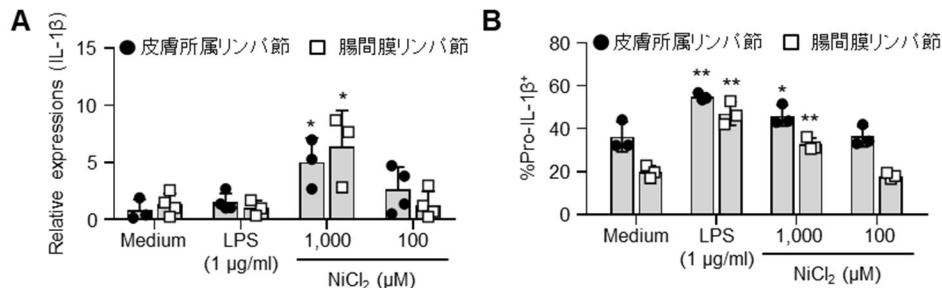 A
● 皮膚所属リンパ節 □ 腸間膜リンパ節
Relative expressions (IL-1β)
15
10
5
0
Medium
LPS
(1 μg/ml)
1,000
100
NiCl₂ (μM)
*
*
B
● 皮膚所属リンパ節 □ 腸間膜リンパ節
%Pro-IL-1β⁺
80
60
40
20
0
Medium
LPS
(1 μg/ml)
1,000
100
NiCl₂ (μM)
**
**
*
**